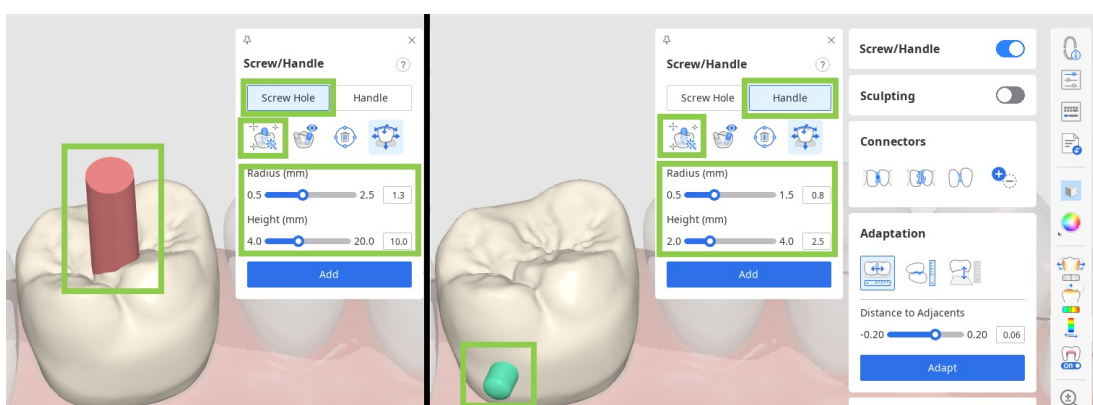 Screw/Handle
?
Screw Hole
Handle
Radius (mm)
0.5
2.5
1.3
Height (mm)
4.0
20.0
10.0
Add
Screw/Handle
?
Screw Hole
Handle
Radius (mm)
0.5
1.5
0.8
Height (mm)
2.0
4.0
2.5
Add
Screw/Handle
Sculpting
Connectors
Adaptation
Distance to Adjacents
-0.20
0.20
0.06
Adapt
ON